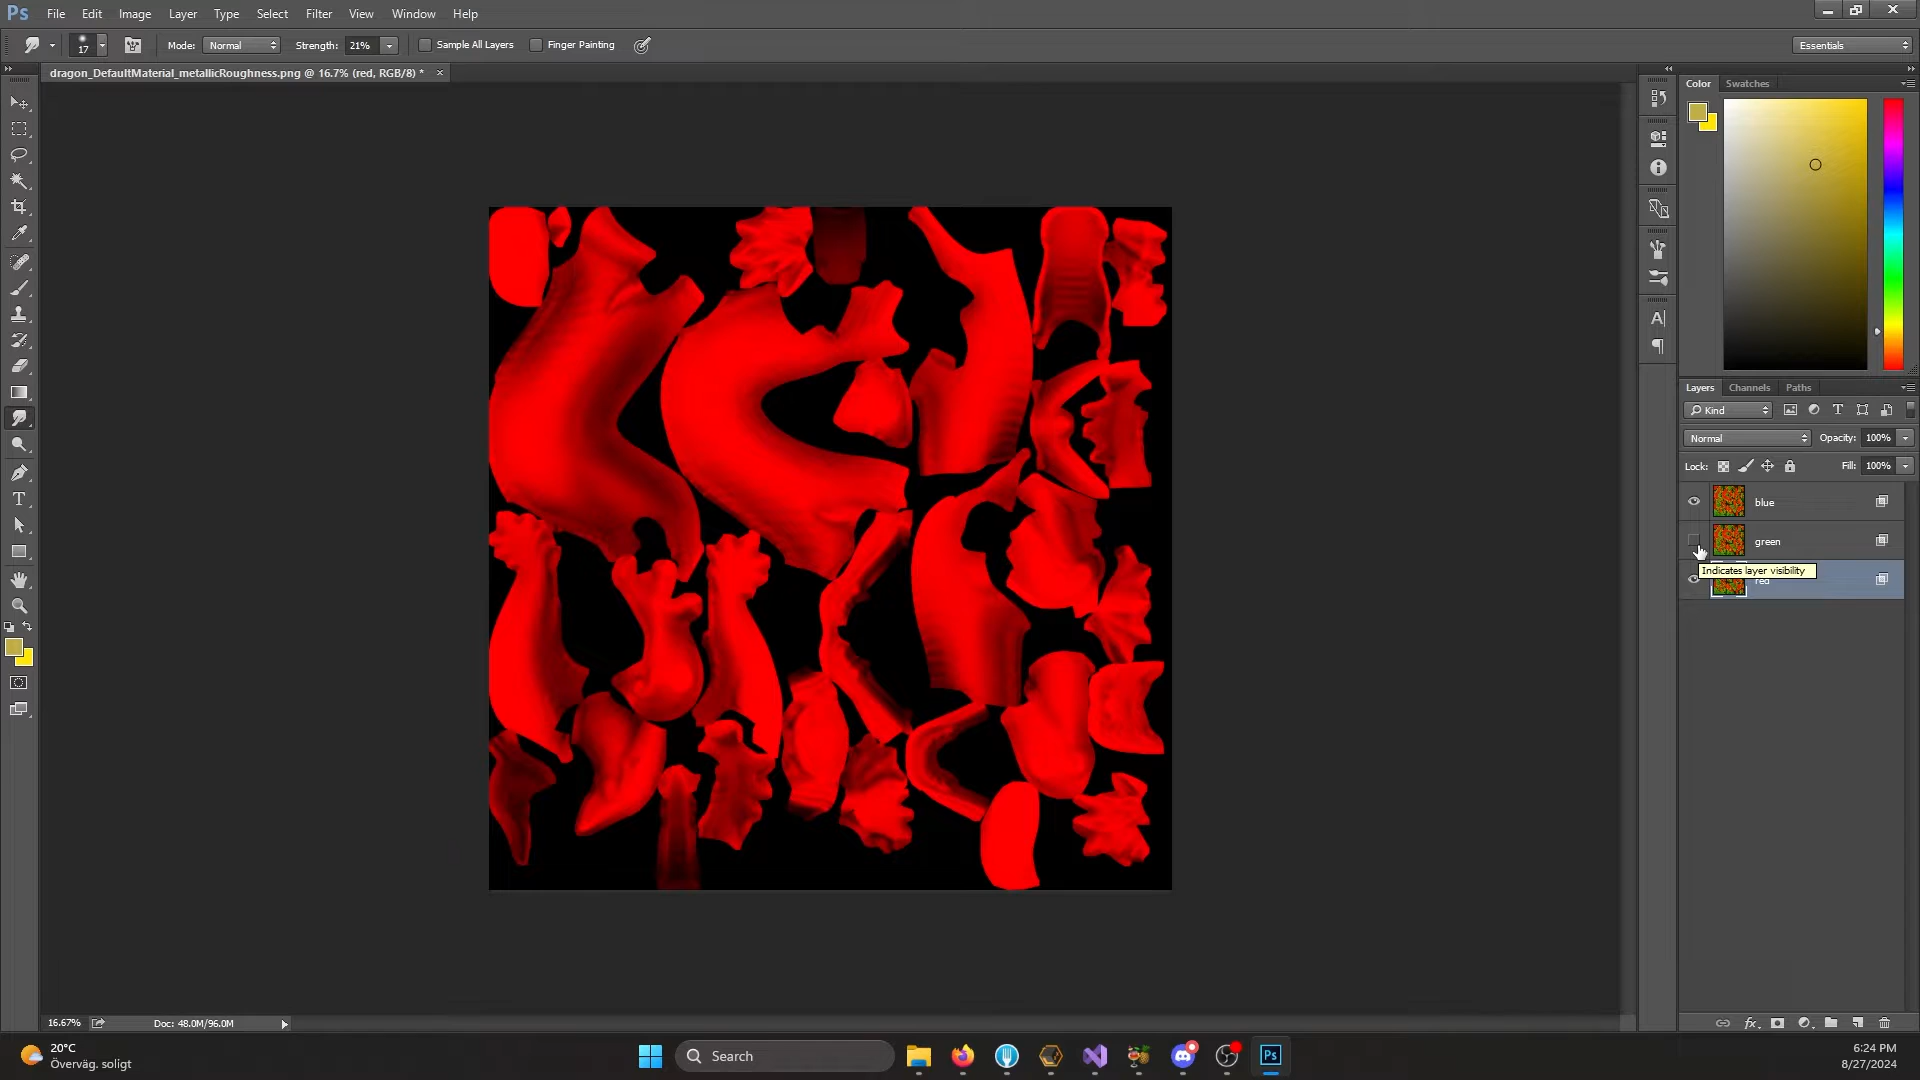 Ps File Edit Image Layer Type Select Filter View Window Help
17 Mode: Normal Strength: 21% Sample All Layers Finger Painting Essentials
dragon_DefaultMaterial_metallicRoughness.png @ 16.7% (red, RGB/8) * ×
Color Swatches
Layers Channels Paths
Kind
Normal Opacity: 100%
Lock: Fill: 100%
blue
green
Indicates layer visibility
red
16.67% Doc: 48.0M/96.0M
20°C
Överväg. soligt
Search
Ps
6:24 PM
8/27/2024